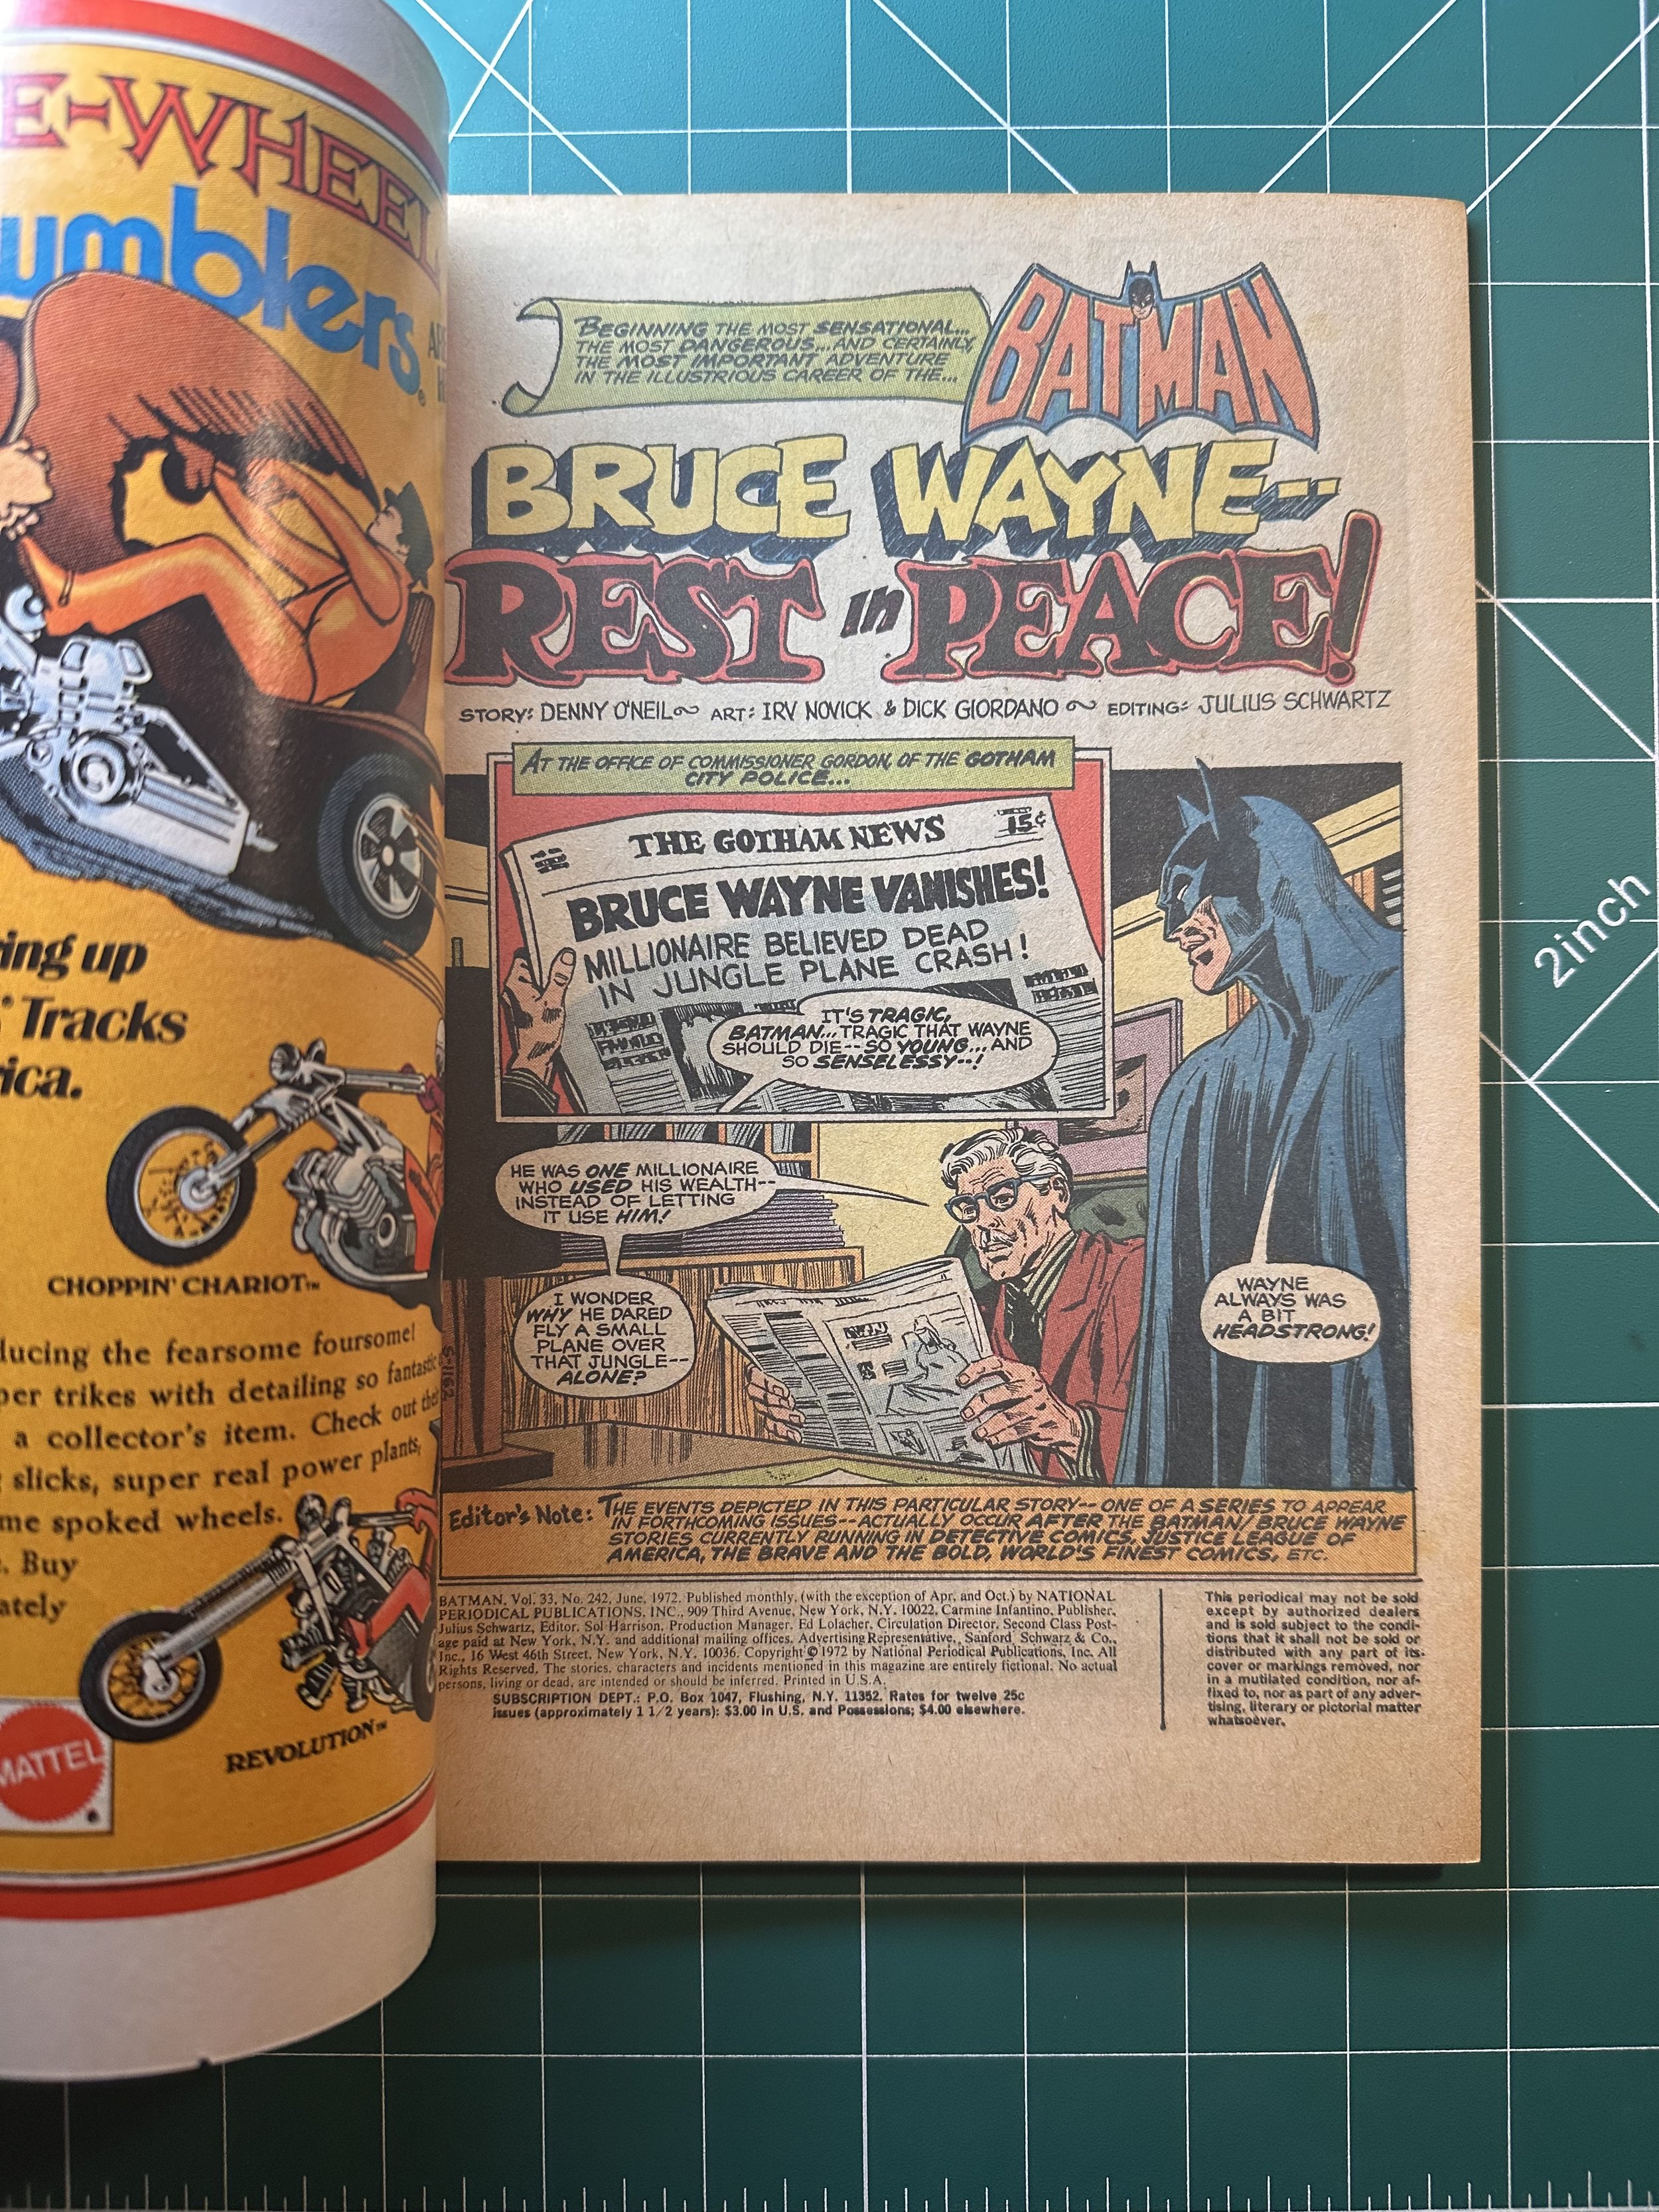 E-WHEEL
umblers®
ing up
Tracks
ica.
CHOPPIN' CHARIOT™
lucing the fearsome foursome!
per trikes with detailing so fantastic
a collector's item. Check out
slicks, super real power plants,
me spoked wheels.
. Buy
ately
REVOLUTION™
MATTEL
®
BEGINNING THE MOST SENSATIONAL...
THE MOST DANGEROUS...AND CERTAINLY,
THE MOST IMPORTANT ADVENTURE
IN THE ILLUSTRIOUS CAREER OF THE...
BATMAN
BRUCE WAYNE--
REST in PEACE!
STORY: DENNY O'NEIL ART: IRV NOVICK & DICK GIORDANO EDITING: JULIUS SCHWARTZ
AT THE OFFICE OF COMMISSIONER GORDON, OF THE GOTHAM
CITY POLICE...
THE GOTHAM NEWS
15¢
BRUCE WAYNE VANISHES!
MILLIONAIRE BELIEVED DEAD
IN JUNGLE PLANE CRASH!
IT'S TRAGIC,
BATMAN...TRAGIC THAT WAYNE
SHOULD DIE--SO YOUNG...AND
SO SENSELESSY--!
HE WAS ONE MILLIONAIRE
WHO USED HIS WEALTH--
INSTEAD OF LETTING
IT USE HIM!
I WONDER
WHY HE DARED
FLY A SMALL
PLANE OVER
THAT JUNGLE--
ALONE?
WAYNE
ALWAYS WAS
A BIT
HEADSTRONG!
S-1162
Editor's Note: THE EVENTS DEPICTED IN THIS PARTICULAR STORY--ONE OF A SERIES TO APPEAR
IN FORTHCOMING ISSUES--ACTUALLY OCCUR AFTER THE BATMAN/BRUCE WAYNE
STORIES CURRENTLY RUNNING IN DETECTIVE COMICS, JUSTICE LEAGUE OF
AMERICA, THE BRAVE AND THE BOLD, WORLD'S FINEST COMICS, ETC.
BATMAN, Vol. 33, No. 242, June, 1972. Published monthly, (with the exception of Apr. and Oct.) by NATIONAL
PERIODICAL PUBLICATIONS, INC., 909 Third Avenue, New York, N.Y. 10022. Carmine Infantino, Publisher,
Julius Schwartz, Editor. Sol Harrison, Production Manager. Ed Lolacher, Circulation Director. Second Class Post-
age paid at New York, N.Y. and additional mailing offices. Advertising Representative, Sanford Schwarz & Co.,
Inc., 16 West 46th Street, New York, N.Y. 10036. Copyright © 1972 by National Periodical Publications, Inc. All
Rights Reserved. The stories, characters and incidents mentioned in this magazine are entirely fictional. No actual
persons, living or dead, are intended or should be inferred. Printed in U.S.A.
SUBSCRIPTION DEPT.: P.O. Box 1047, Flushing, N.Y. 11352. Rates for twelve 25c
issues (approximately 1 1/2 years): $3.00 in U.S. and Possessions; $4.00 elsewhere.
This periodical may not be sold
except by authorized dealers
and is sold subject to the condi-
tions that it shall not be sold or
distributed with any part of its
cover or markings removed, nor
in a mutilated condition, nor af-
fixed to, nor as part of any adver-
tising, literary or pictorial matter
whatsoever.
2inch